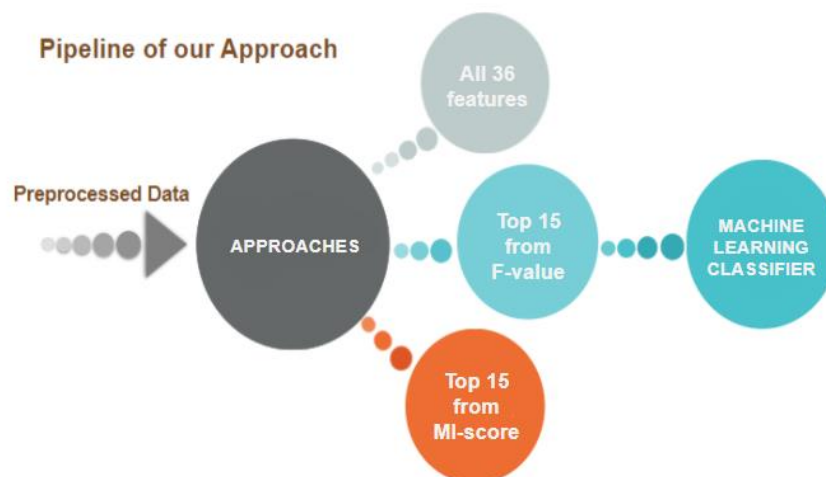 Pipeline of our Approach
All 36
features
Preprocessed Data
APPROACHES
Top 15
from
F-value
MACHINE
LEARNING
CLASSIFIER
Top 15
from
MI-score